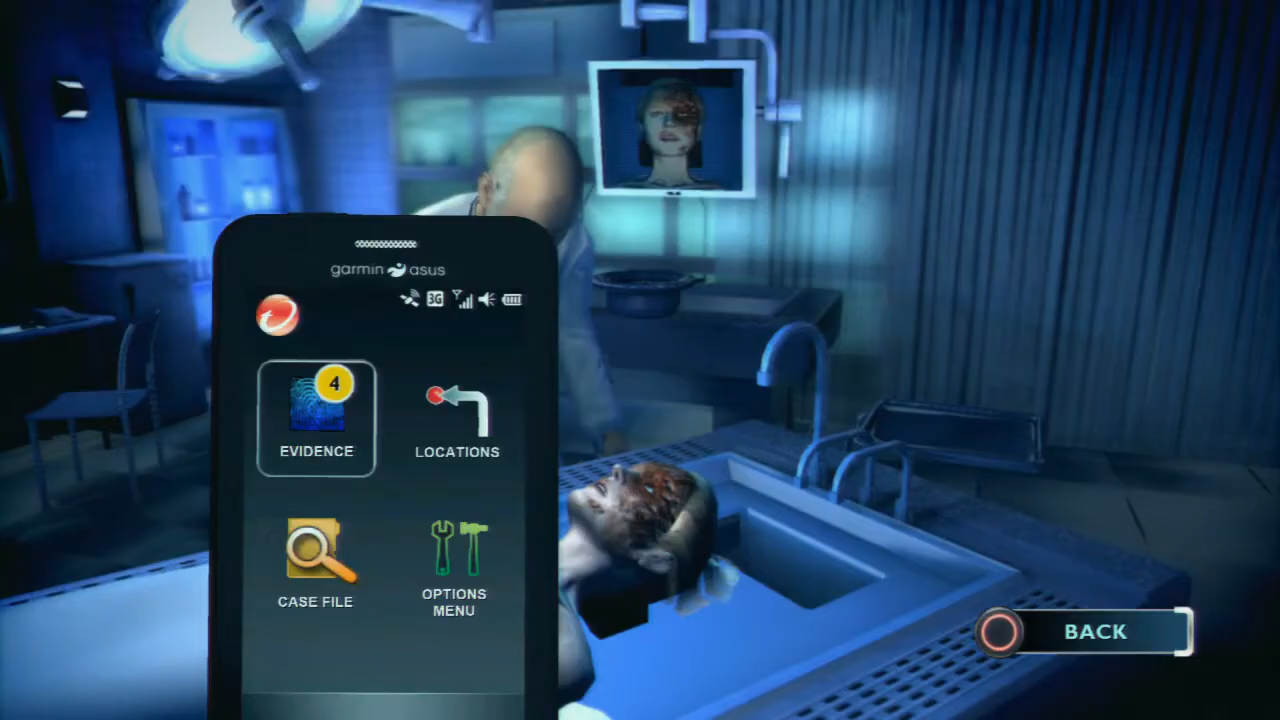 garmin asus
3G
4
EVIDENCE
LOCATIONS
CASE FILE
OPTIONS
MENU
BACK